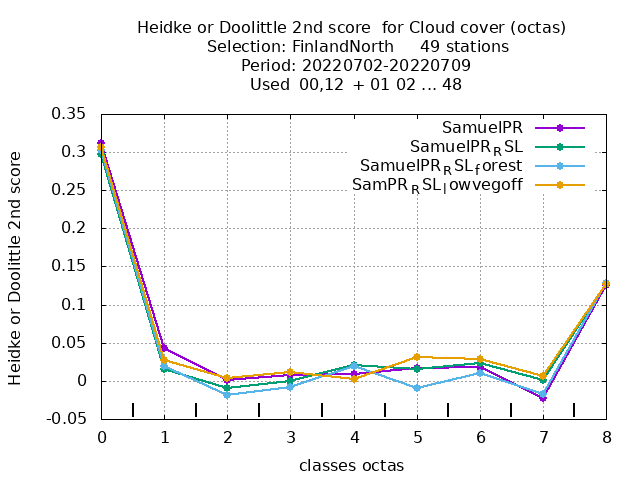 Heidke or Doolittle 2nd score  for Cloud cover (octas)
Selection: FinlandNorth     49 stations
Period: 20220702-20220709
Used  00,12  + 01 02 ... 48
Heidke or Doolittle 2nd score
0.35
0.3
0.25
0.2
0.15
0.1
0.05
0
-0.05
SamuelPR
SamuelPR_RSL
SamuelPR_RSL_forest
SamPR_RSL_lowvegoff
0 1 2 3 4 5 6 7 8
classes octas